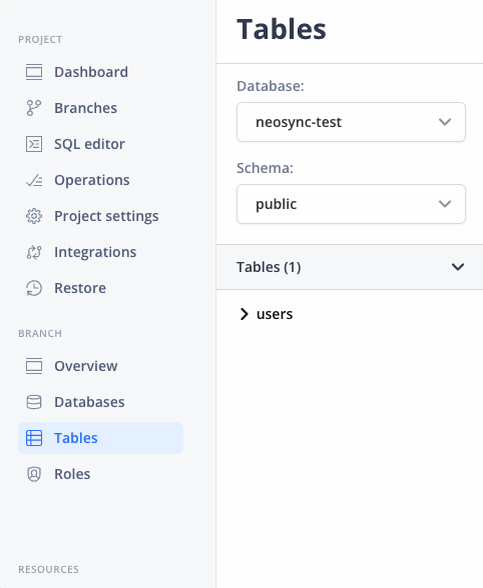 PROJECT
Dashboard
Branches
SQL editor
Operations
Project settings
Integrations
Restore
BRANCH
Overview
Databases
Tables
Roles
RESOURCES
Tables
Database:
neosync-test
Schema:
public
Tables (1)
users